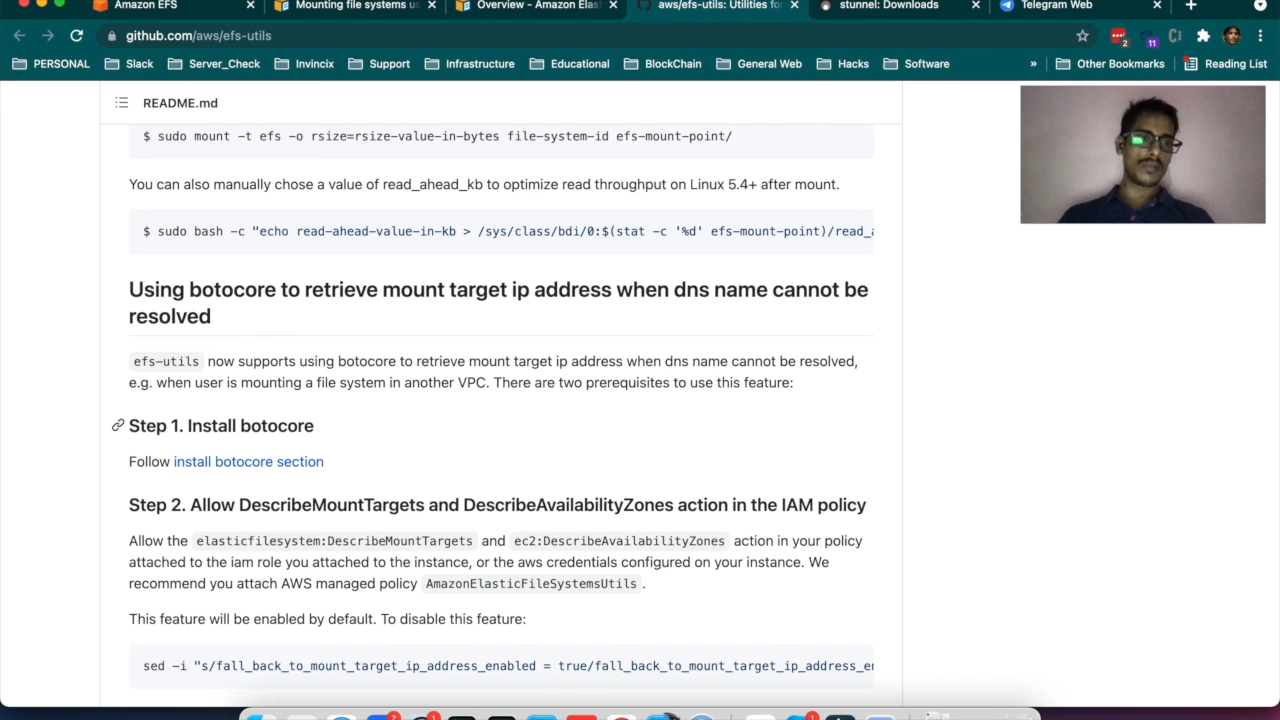 Amazon EFS
Mounting file systems u
Overview - Amazon Elas
aws/efs-utils: Utilities fo
stunnel: Downloads
Telegram Web
github.com/aws/efs-utils
2
11
PERSONAL
Slack
Server_Check
Invincix
Support
Infrastructure
Educational
BlockChain
General Web
Hacks
Software
»
Other Bookmarks
Reading List
README.md
$ sudo mount -t efs -o rsize=rsize-value-in-bytes file-system-id efs-mount-point/
You can also manually chose a value of read_ahead_kb to optimize read throughput on Linux 5.4+ after mount.
$ sudo bash -c "echo read-ahead-value-in-kb > /sys/class/bdi/0:$(stat -c '%d' efs-mount-point)/read_a
Using botocore to retrieve mount target ip address when dns name cannot be
resolved
efs-utils now supports using botocore to retrieve mount target ip address when dns name cannot be resolved,
e.g. when user is mounting a file system in another VPC. There are two prerequisites to use this feature:
Step 1. Install botocore
Follow install botocore section
Step 2. Allow DescribeMountTargets and DescribeAvailabilityZones action in the IAM policy
Allow the elasticfilesystem:DescribeMountTargets and ec2:DescribeAvailabilityZones action in your policy
attached to the iam role you attached to the instance, or the aws credentials configured on your instance. We
recommend you attach AWS managed policy AmazonElasticFileSystemsUtils.
This feature will be enabled by default. To disable this feature:
sed -i "s/fall_back_to_mount_target_ip_address_enabled = true/fall_back_to_mount_target_ip_address_en
2
1
1